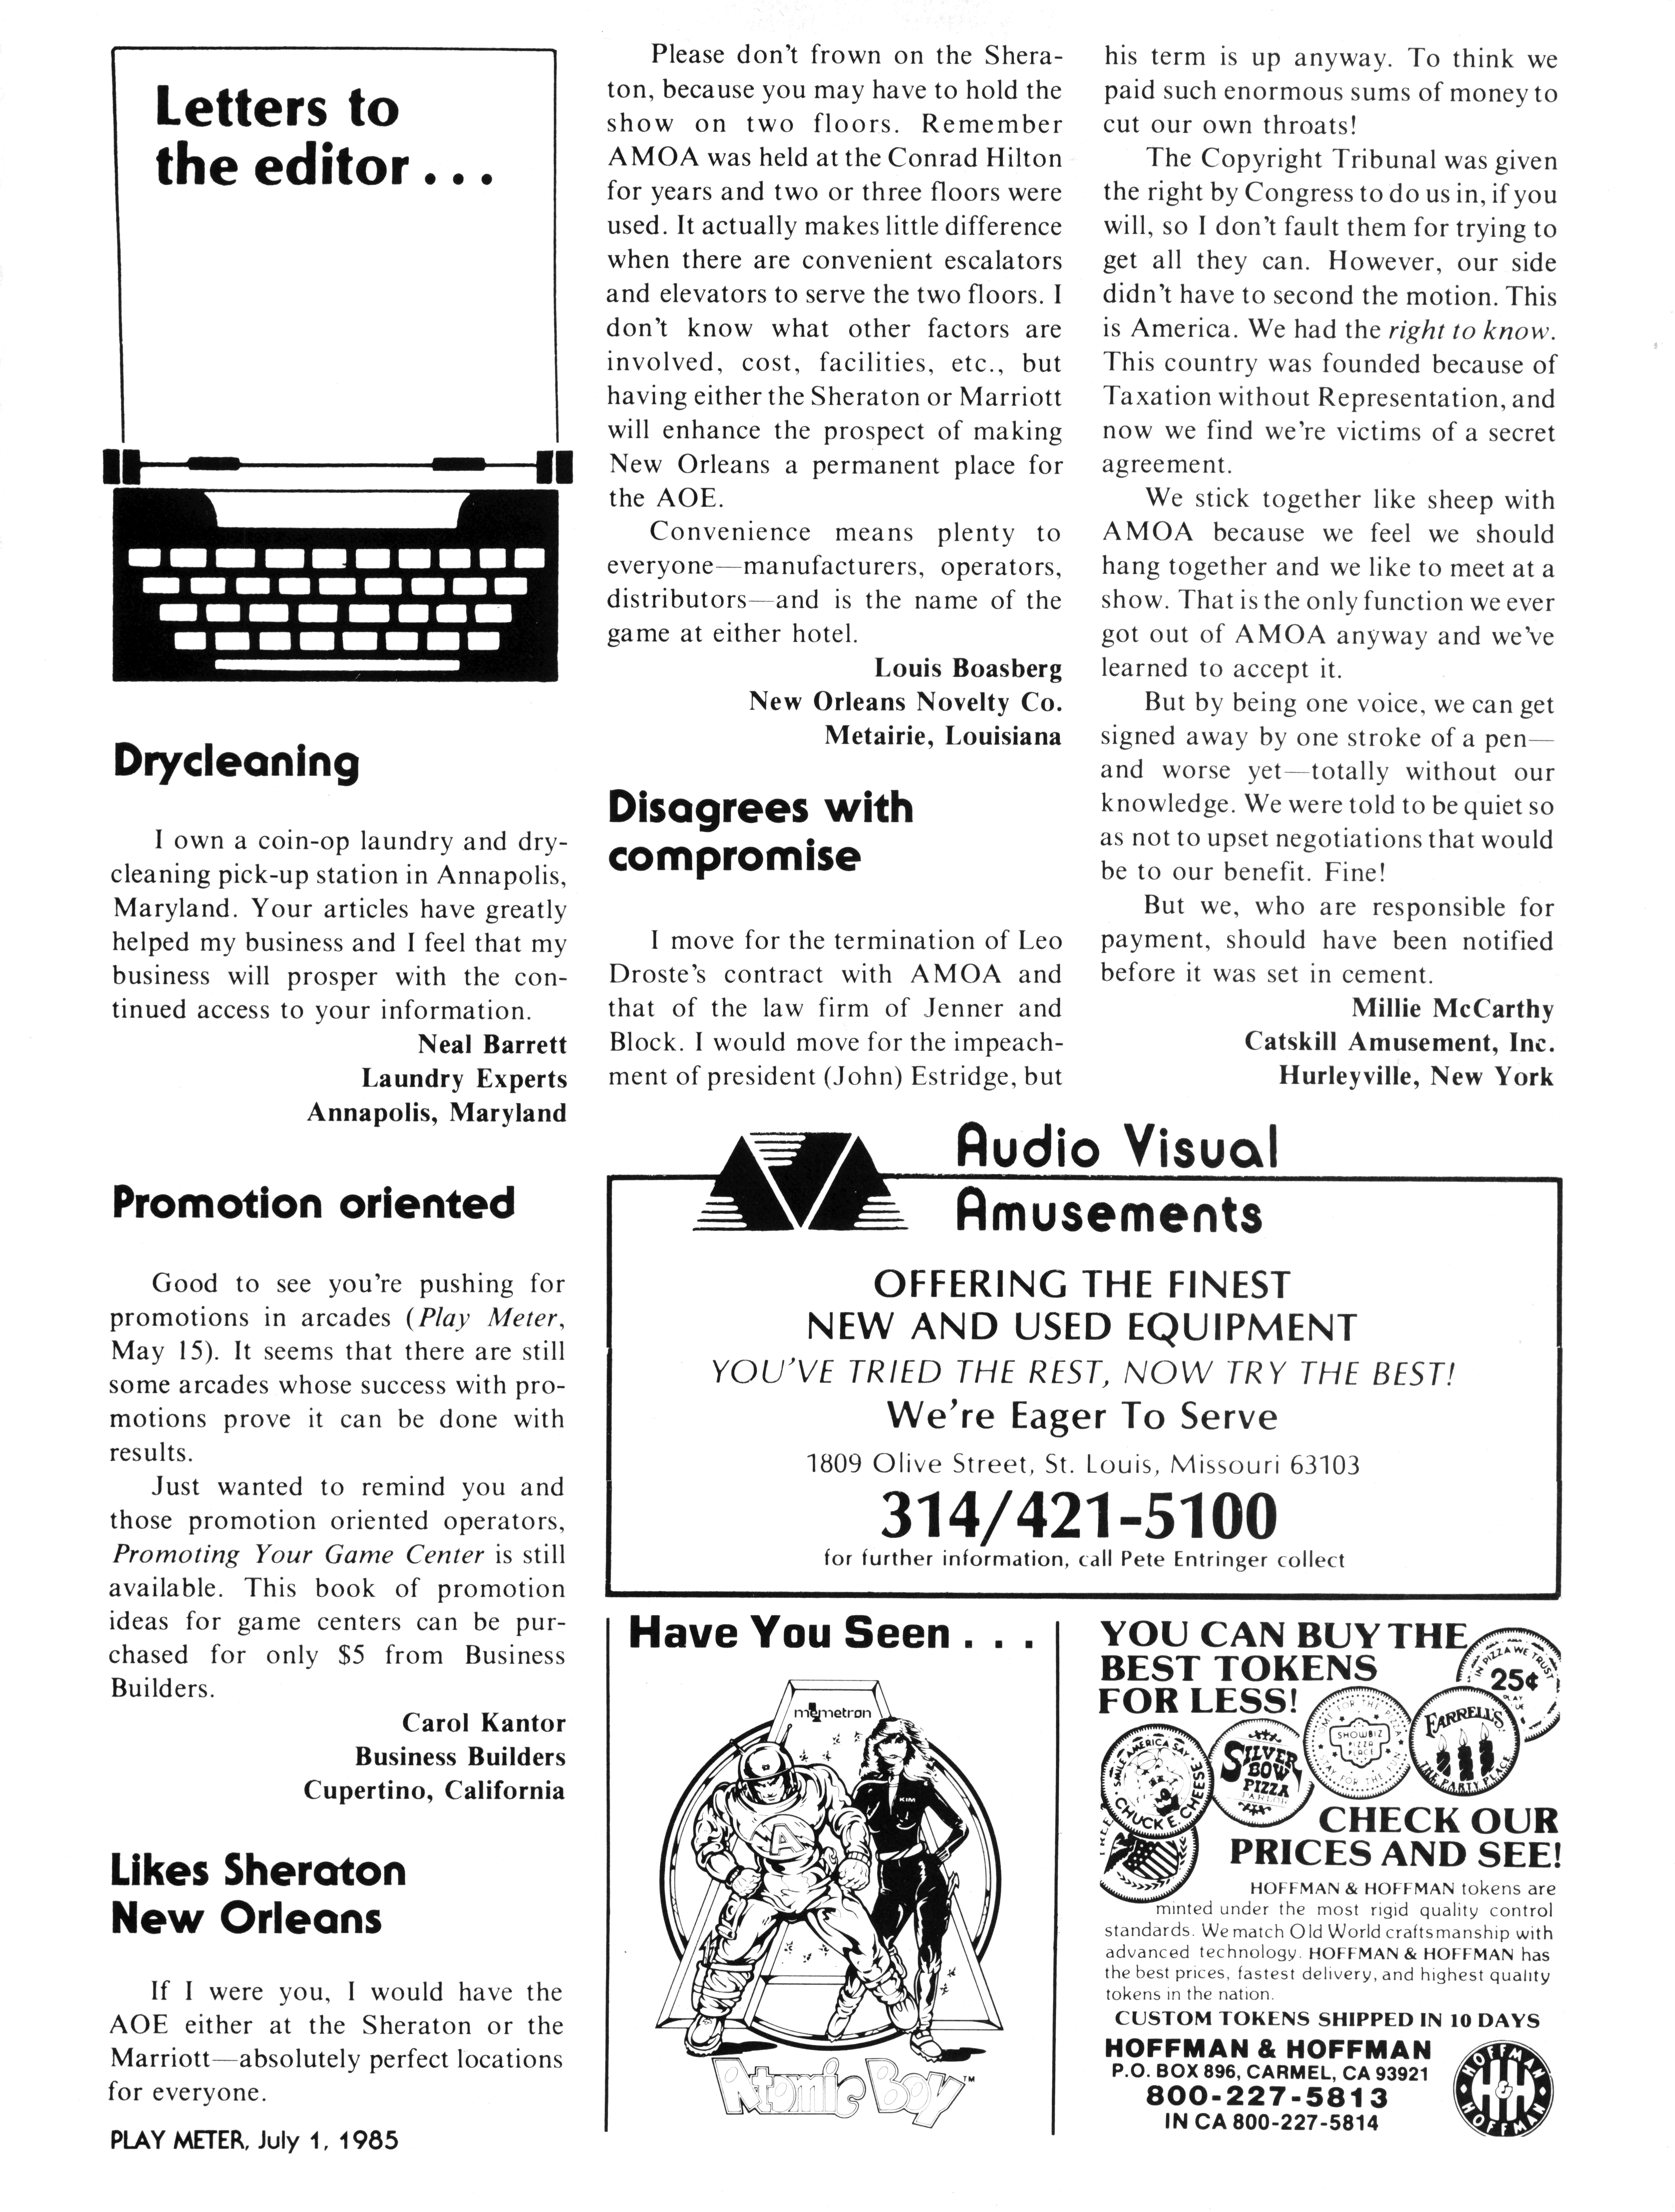 Letters to
the editor . . .
Drycleaning
I own a coin-op laundry and dry-
cleaning pick-up station in Annapolis,
Maryland. Your articles have greatly
helped my business and I feel that my
business will prosper with the con-
tinued access to your information.
Neal Barrett
Laundry Experts
Annapolis, Maryland
Promotion oriented
Good to see you're pushing for
promotions in arcades (Play Meter,
May 15). It seems that there are still
some arcades whose success with pro-
motions prove it can be done with
results.
Just wanted to remind you and
those promotion oriented operators,
Promoting Your Game Center is still
available. This book of promotion
ideas for game centers can be pur-
chased for only $5 from Business
Builders.
Carol Kantor
Business Builders
Cupertino, California
Likes Sheraton
New Orleans
If I were you, I would have the
AOE either at the Sheraton or the
Marriott—absolutely perfect locations
for everyone.
Please don't frown on the Shera-
ton, because you may have to hold the
show on two floors. Remember
AMOA was held at the Conrad Hilton
for years and two or three floors were
used. It actually makes little difference
when there are convenient escalators
and elevators to serve the two floors. I
don't know what other factors are
involved, cost, facilities, etc., but
having either the Sheraton or Marriott
will enhance the prospect of making
New Orleans a permanent place for
the AOE.
Convenience means plenty to
everyone—manufacturers, operators,
distributors—and is the name of the
game at either hotel.
Louis Boasberg
New Orleans Novelty Co.
Metairie, Louisiana
Disagrees with
compromise
I move for the termination of Leo
Droste's contract with AMOA and
that of the law firm of Jenner and
Block. I would move for the impeach-
ment of president (John) Estridge, but
his term is up anyway. To think we
paid such enormous sums of money to
cut our own throats!
The Copyright Tribunal was given
the right by Congress to do us in, if you
will, so I don't fault them for trying to
get all they can. However, our side
didn't have to second the motion. This
is America. We had the right to know.
This country was founded because of
Taxation without Representation, and
now we find we're victims of a secret
agreement.
We stick together like sheep with
AMOA because we feel we should
hang together and we like to meet at a
show. That is the only function we ever
got out of AMOA anyway and we've
learned to accept it.
But by being one voice, we can get
signed away by one stroke of a pen—
and worse yet—totally without our
knowledge. We were told to be quiet so
as not to upset negotiations that would
be to our benefit. Fine!
But we, who are responsible for
payment, should have been notified
before it was set in cement.
Millie McCarthy
Catskill Amusement, Inc.
Hurleyville, New York
Audio Visual
Amusements
OFFERING THE FINEST
NEW AND USED EQUIPMENT
YOU'VE TRIED THE REST, NOW TRY THE BEST!
We're Eager To Serve
1809 Olive Street, St. Louis, Missouri 63103
314/421-5100
for further information, call Pete Entringer collect
Have You Seen . . .
memetron
KIM
A
Atomic Boy™
YOU CAN BUY THE
BEST TOKENS
FOR LESS!
IN PIZZA WE TRUST
25¢
PLAY
SHOWBIZ
PIZZA
PLACE
FARRELL'S
THE PARTY PLACE
SILVER
BOW
PIZZA
PARLOR
SMILE AMERICA SAY
CHUCK E. CHEESE
CHECK OUR
PRICES AND SEE!
HOFFMAN & HOFFMAN tokens are
minted under the most rigid quality control
standards. We match Old World craftsmanship with
advanced technology. HOFFMAN & HOFFMAN has
the best prices, fastest delivery, and highest quality
tokens in the nation.
CUSTOM TOKENS SHIPPED IN 10 DAYS
HOFFMAN & HOFFMAN
P.O. BOX 896, CARMEL, CA 93921
800-227-5813
IN CA 800-227-5814
HOFFMAN
H&H
HOFFMAN
PLAY METER, July 1, 1985